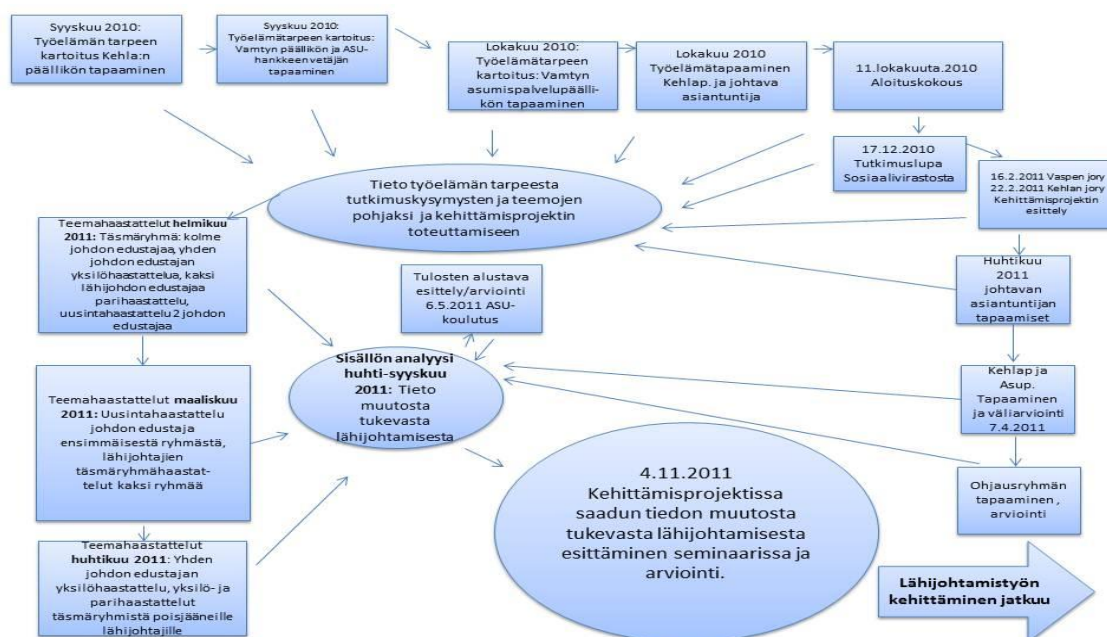 Syyskuu 2010:
Työelämän tarpeen
kartoitus Kehla:n
päällikön tapaaminen
Syyskuu 2010:
Työelämätarpeen kartoitus:
Vamtyn päällikön ja ASU-
hankkeen vetäjän
tapaaminen
Lokakuu 2010:
Työelämätarpeen
kartoitus: Vamtyn
asumispalvelupäälli-
kön tapaaminen
Lokakuu 2010
Työelämätapaaminen
Kehlap. ja johtava
asiantuntija
11.lokakuuta.2010
Aloituskokous
17.12.2010
Tutkimuslupa
Sosiaalivirastosta
16.2.2011 Vaspen jory
22.2.2011 Kehlan jory
Kehittämisprojektin
esittely
Tieto työelämän tarpeesta
tutkimuskysymysten ja teemojen
pohjaksi ja kehittämisprojektin
toteuttamiseen
Teemahaastattelut helmikuu
2011: Täsmäryhmä: kolme
johdon edustajaa, yhden
johdon edustajan
yksilöhaastattelua, kaksi
lähijohdon edustajaa
parihaastattelu,
uusintahaastattelu 2 johdon
edustajaa
Tulosten alustava
esittely/arviointi
6.5.2011 ASU-
koulutus
Huhtikuu
2011
johtavan
asiantuntijan
tapaamiset
Sisällön analyysi
huhti-syyskuu
2011: Tieto
muutosta
tukevasta
lähijohtamisesta
Teemahaastattelut maaliskuu
2011: Uusintahaastattelu
johdon edustaja
ensimmäisestä ryhmästä,
lähijohtajien
täsmäryhmähaastat-
telut kaksi ryhmää
Kehlap ja
Asup.
Tapaaminen
ja väliarviointi
7.4.2011
4.11.2011
Kehittämisprojektissa
saadun tiedon muutosta
tukevasta lähijohtamisesta
esittäminen seminaarissa ja
arviointi.
Ohjausryhmän
tapaaminen ,
arviointi
Teemahaastattelut
huhtikuu 2011: Yhden
johdon edustajan
yksilöhaastattelu, yksilö- ja
parihaastattelut
täsmäryhmistä poisjääneille
lähijohtajille
Lähijohtamistyön
kehittäminen jatkuu